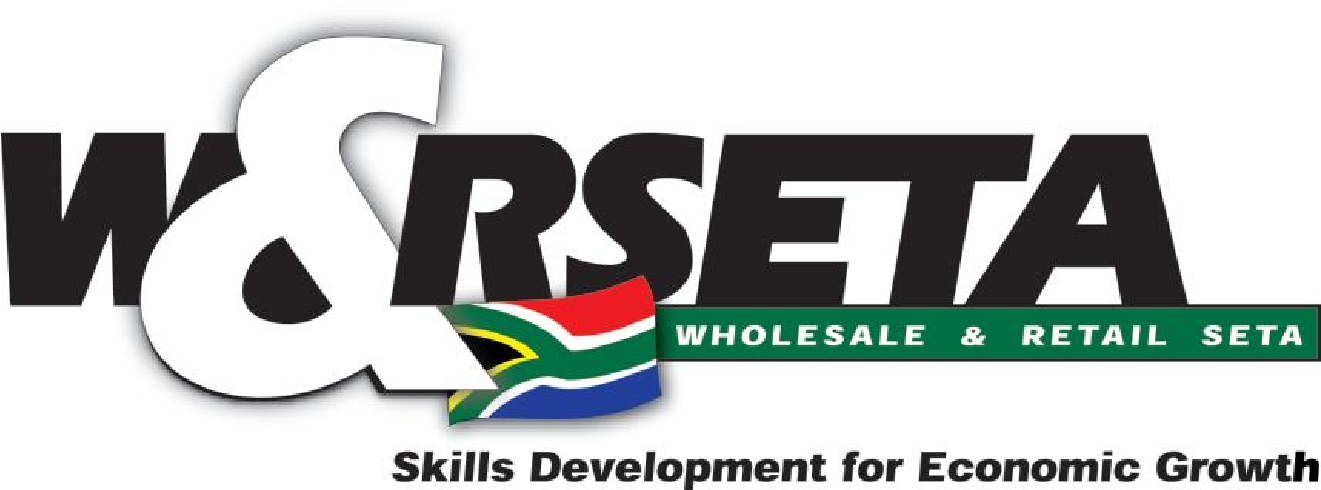 W&RSETA
WHOLESALE & RETAIL SETA
Skills Development for Economic Growth